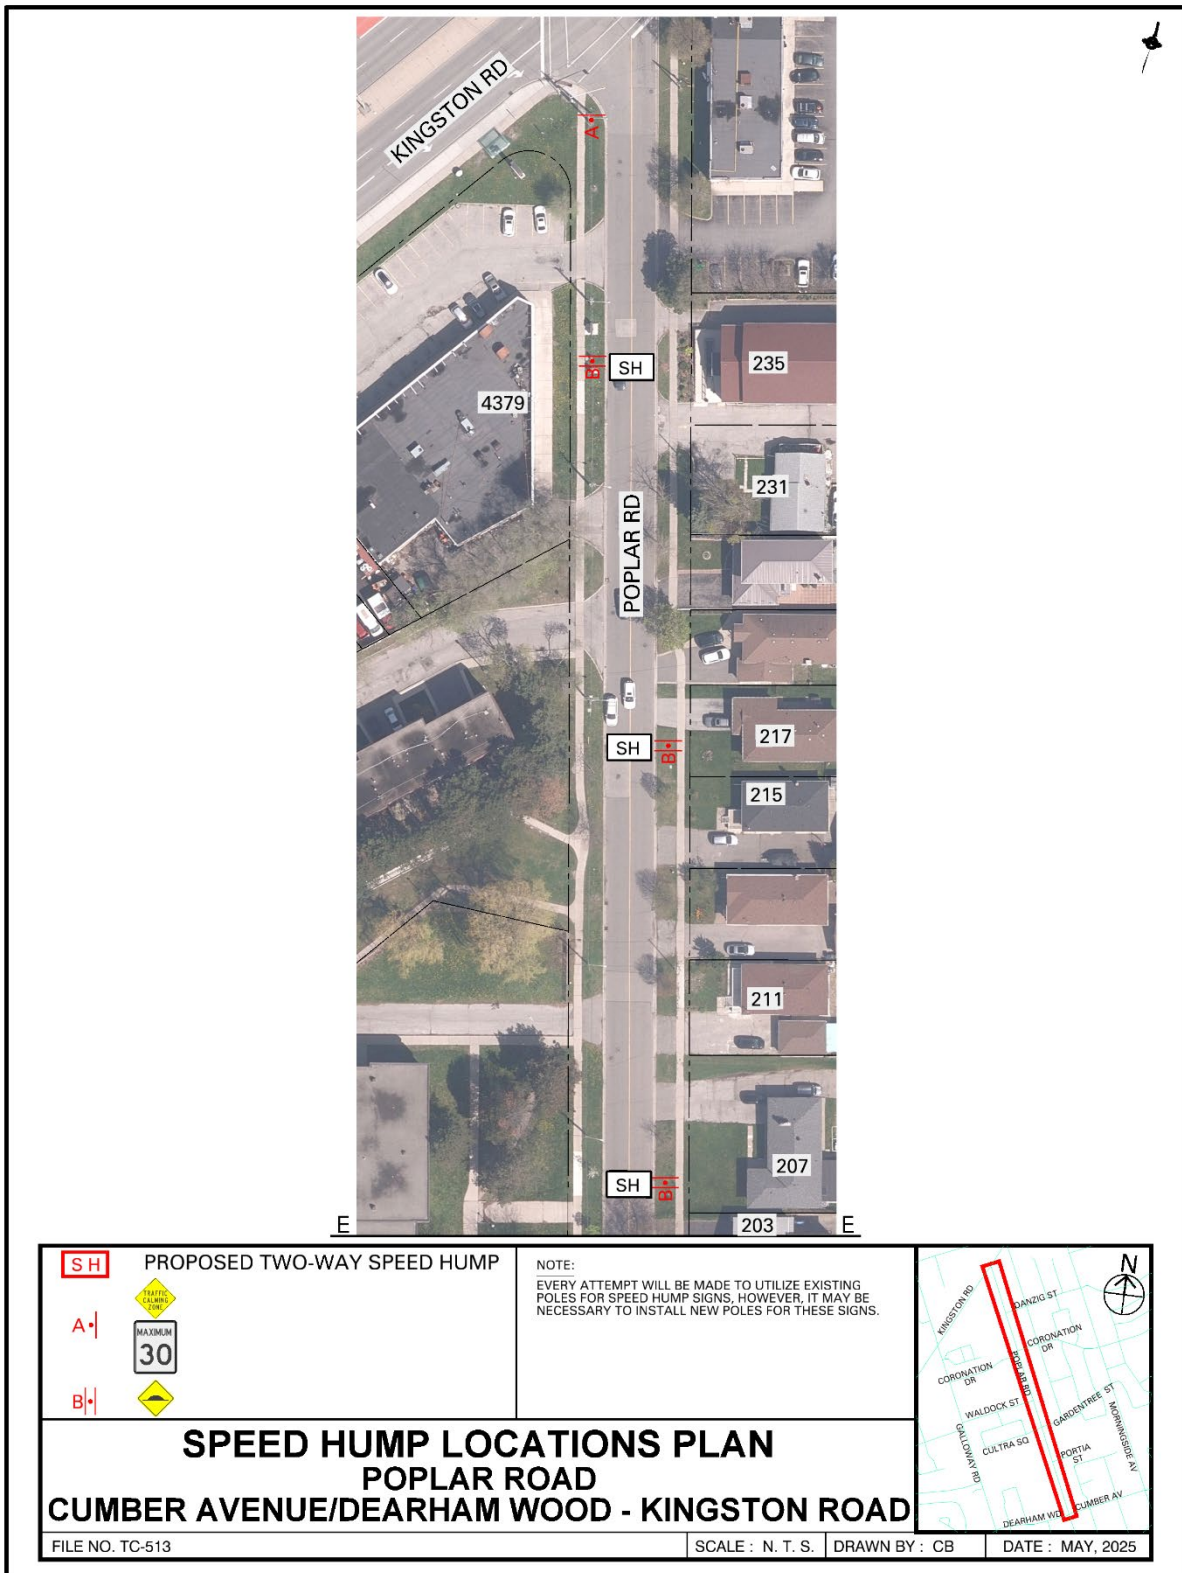 KINGSTON RD
A
B
SH
235
4379
231
POPLAR RD
217
SH
B
215
211
207
SH
B
203
E
E
SH PROPOSED TWO-WAY SPEED HUMP
TRAFFIC
CALMING
ZONE
A
MAXIMUM
30
B
NOTE:
EVERY ATTEMPT WILL BE MADE TO UTILIZE EXISTING
POLES FOR SPEED HUMP SIGNS, HOWEVER, IT MAY BE
NECESSARY TO INSTALL NEW POLES FOR THESE SIGNS.
N
KINGSTON RD
DANZIG ST
CORONATION
DR
POPLAR RD
CORONATION
DR
WALDOCK ST
GARDENTREE ST
MORNINGSIDE AV
GALLOWAY RD
CULTRA SQ
PORTIA
ST
DEARHAM WD
CUMBER AV
SPEED HUMP LOCATIONS PLAN
POPLAR ROAD
CUMBER AVENUE/DEARHAM WOOD - KINGSTON ROAD
FILE NO. TC-513
SCALE : N. T. S.
DRAWN BY : CB
DATE : MAY, 2025